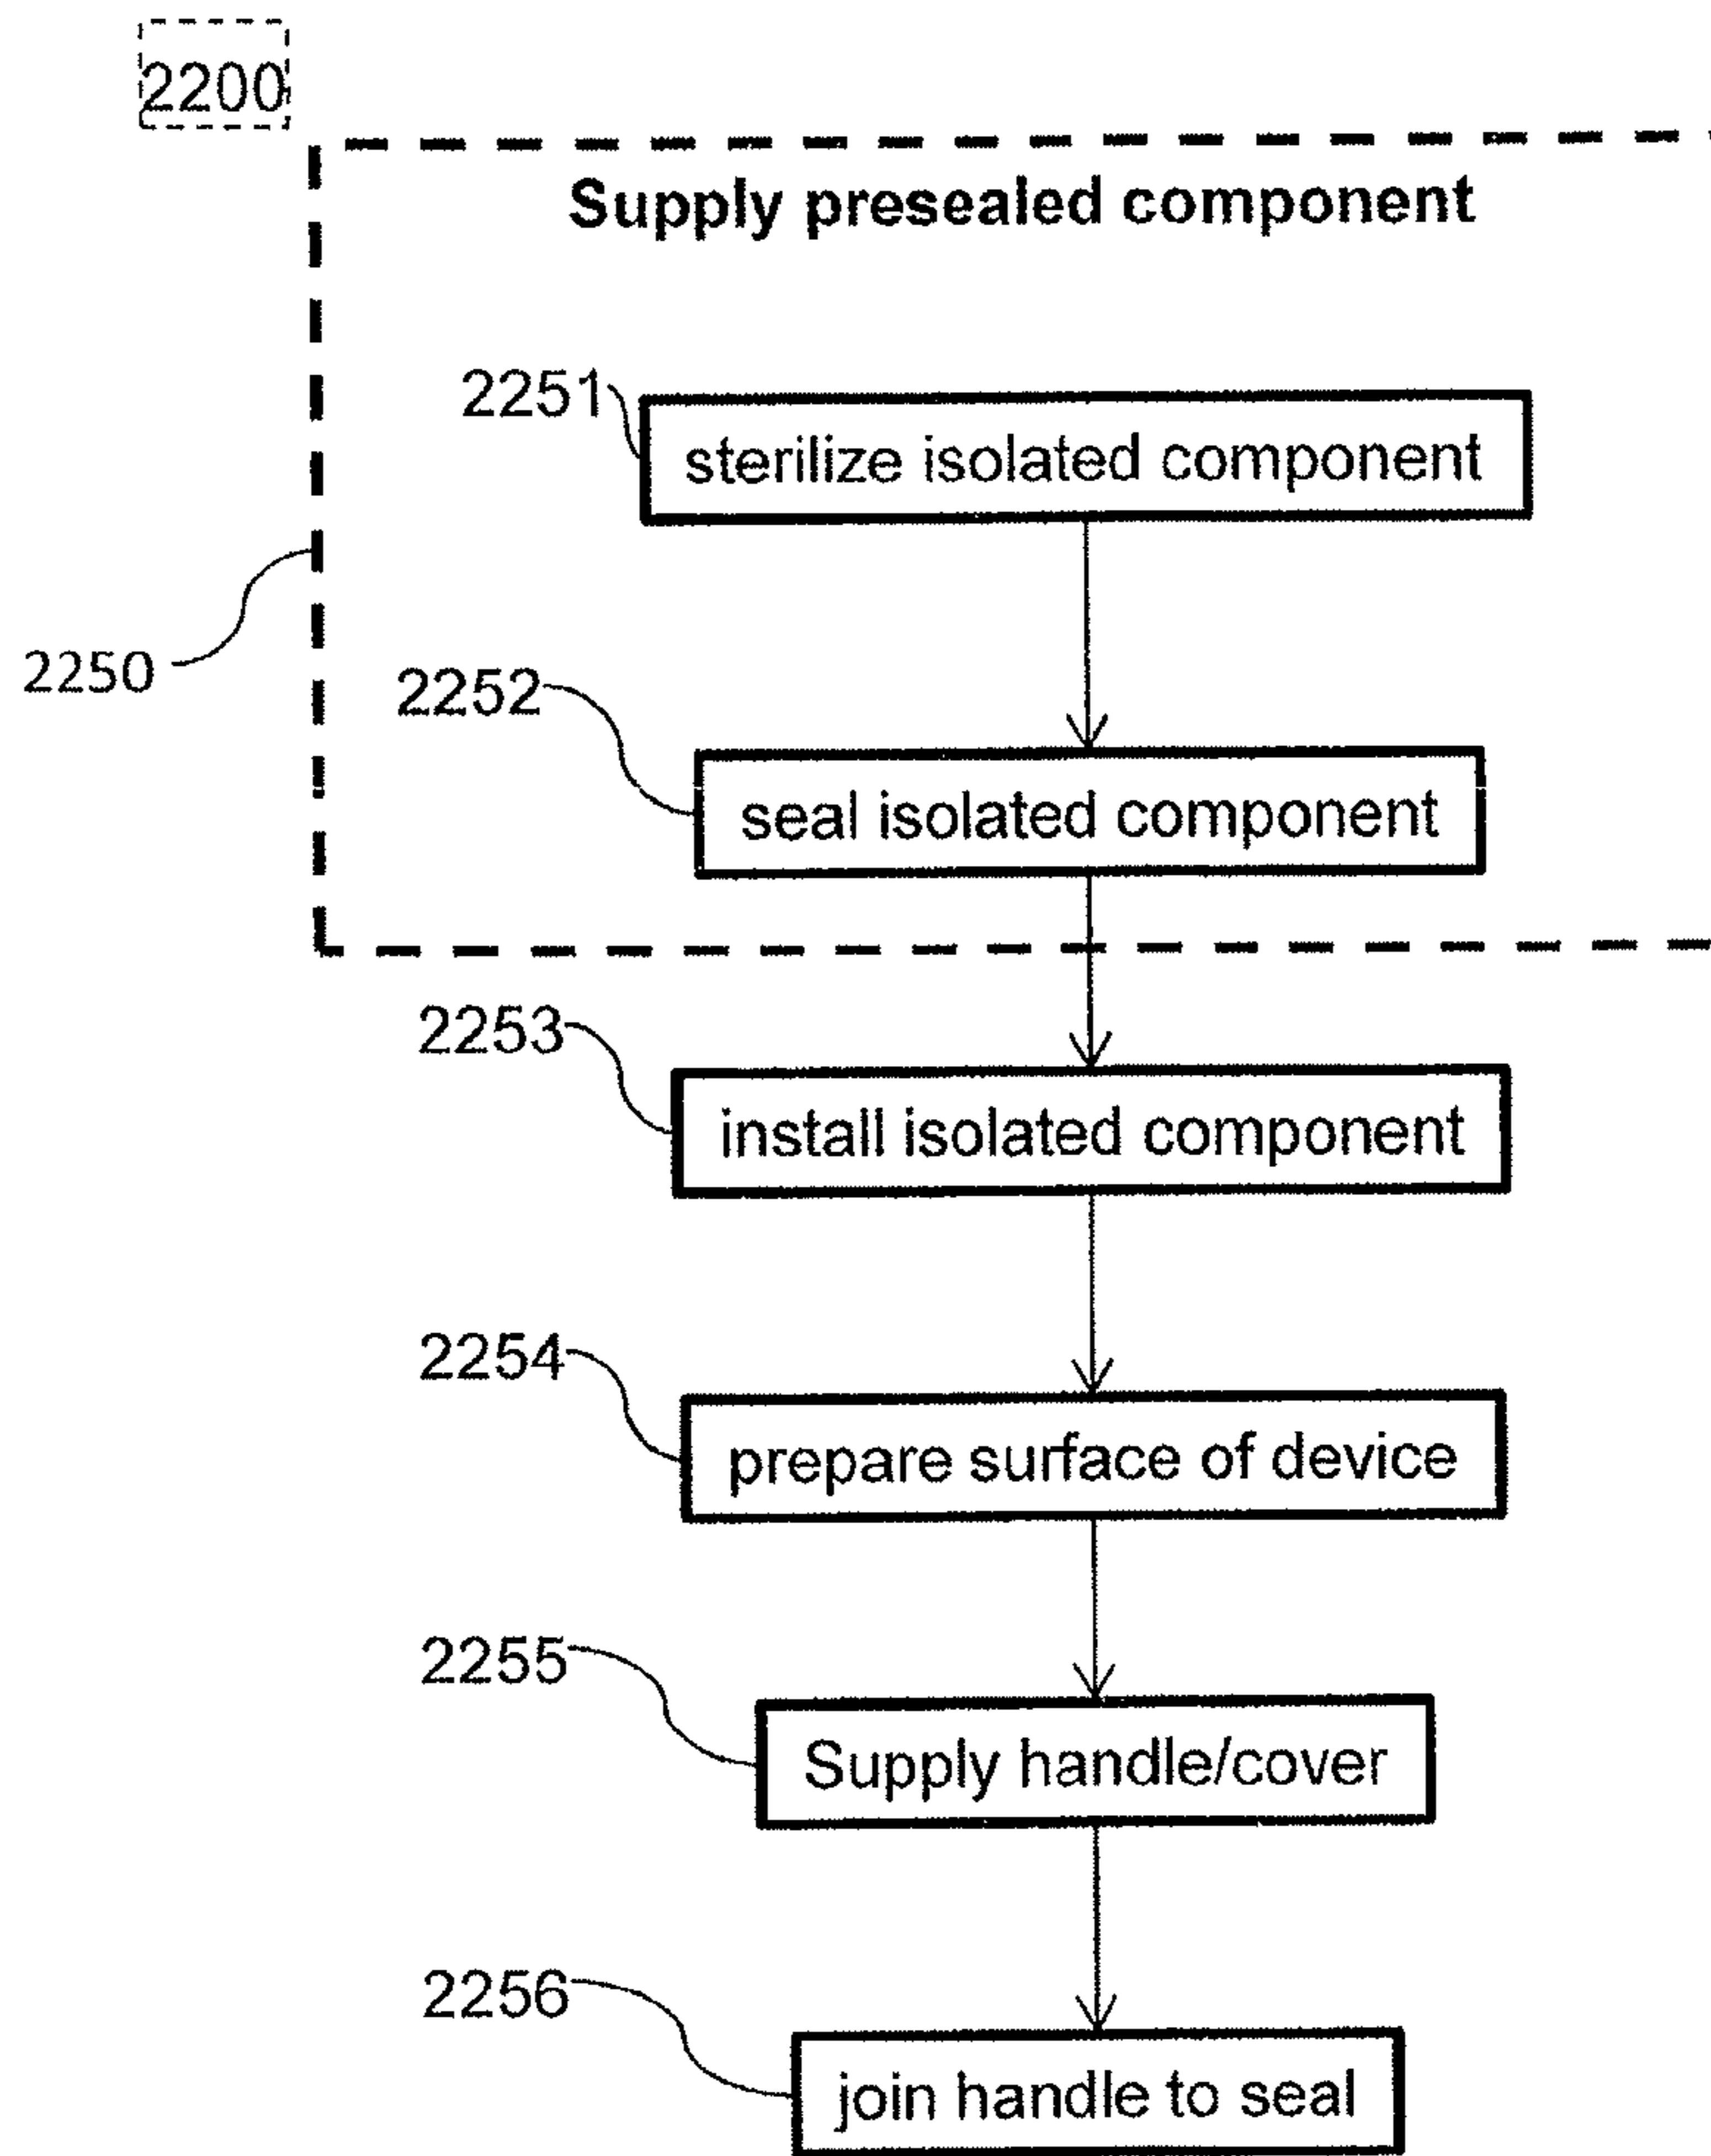 2200
Supply presealed component
2251
sterilize isolated component
2250
2252
seal isolated component
2253
install isolated component
2254
prepare surface of device
2255
Supply handle/cover
2256
join handle to seal